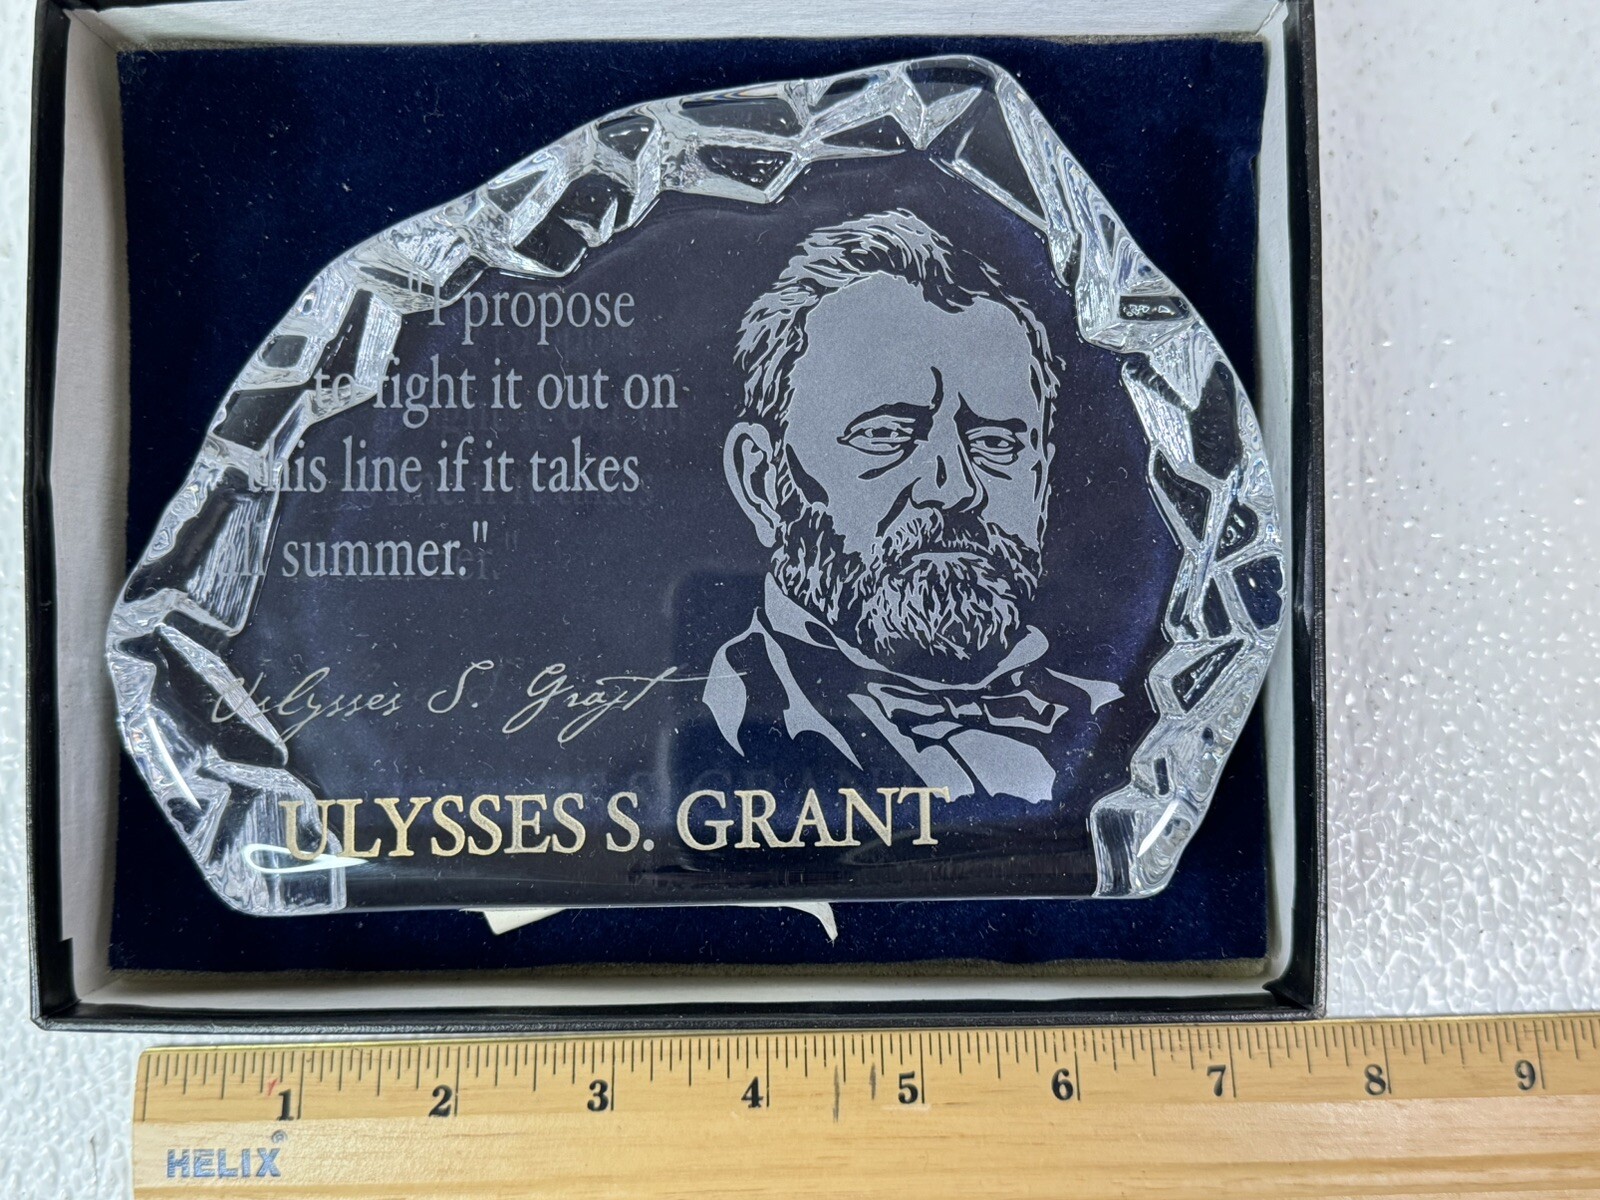 "I propose
to fight it out on
this line if it takes
all summer."
Ulysses S. Grant
ULYSSES S. GRANT
1 2 3 4 5 6 7 8 9
HELIX®